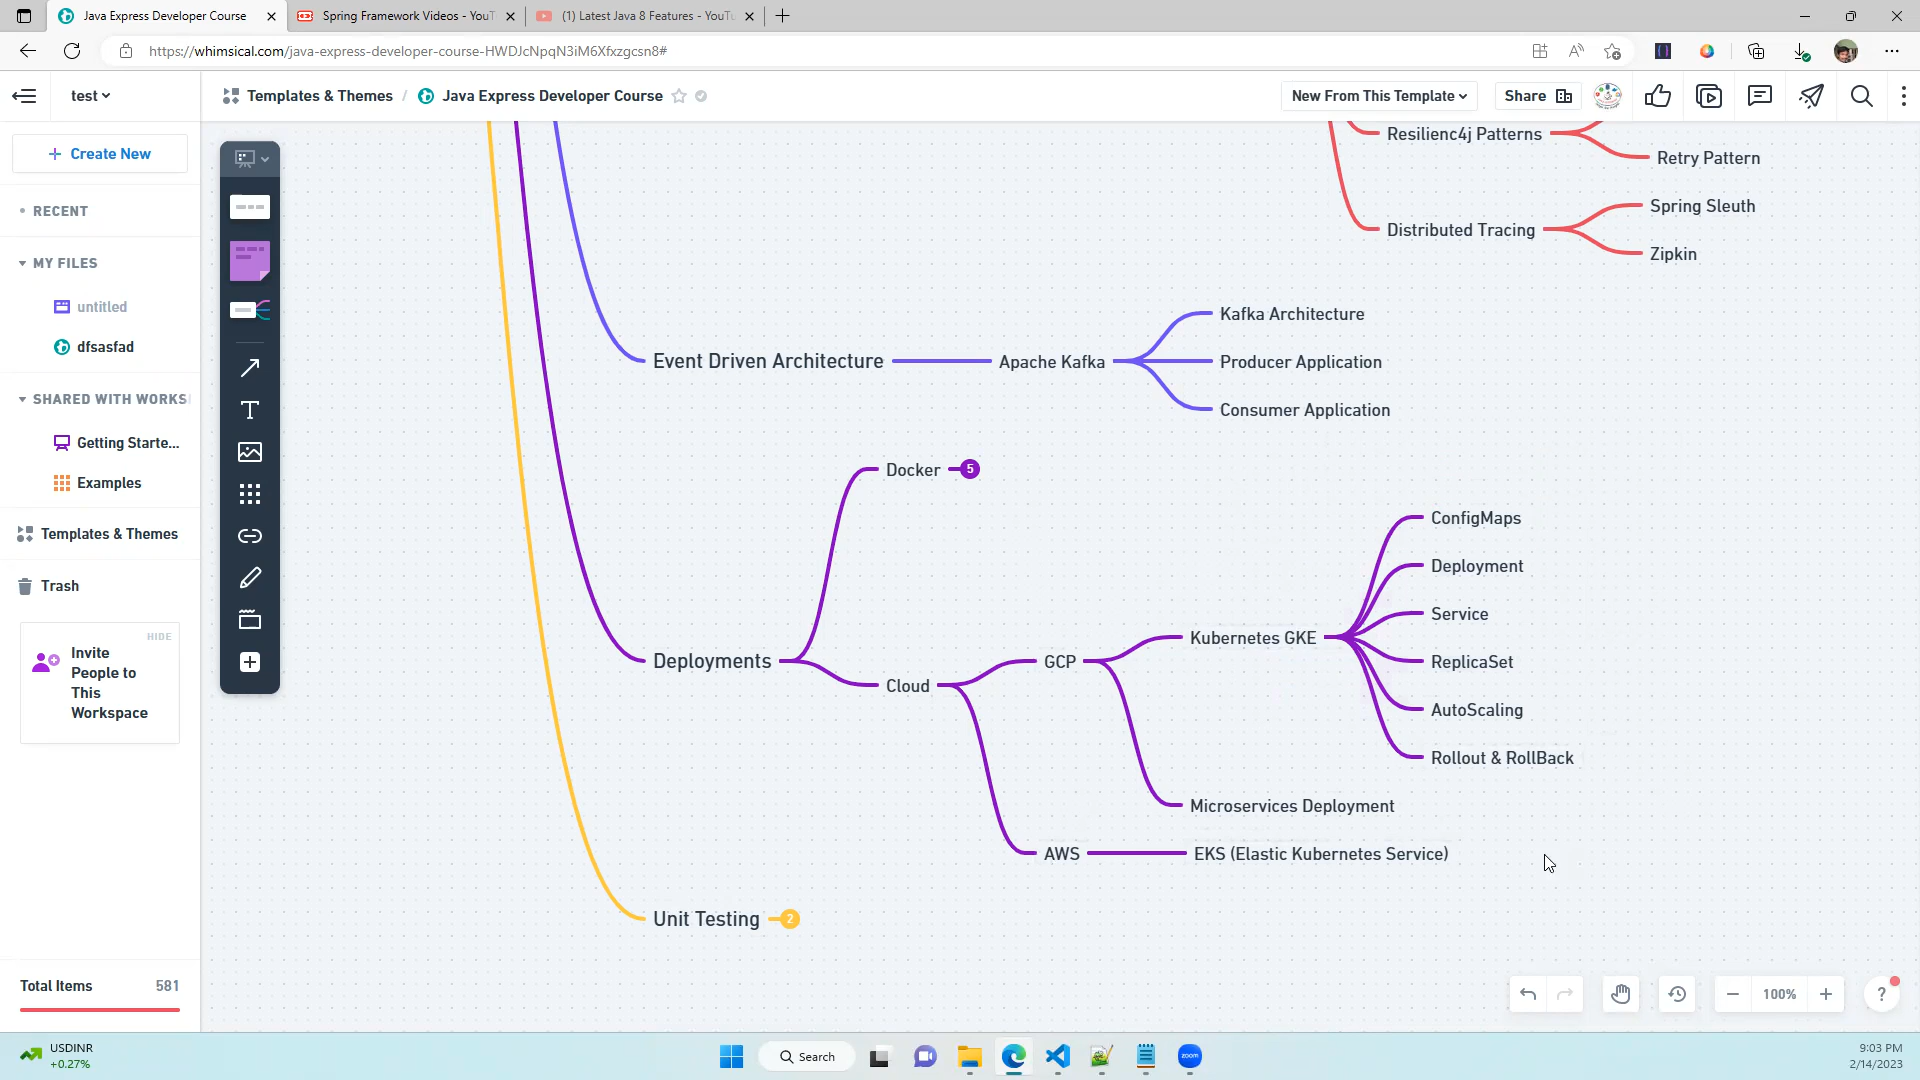 Java Express Developer Course
Spring Framework Videos - YouT
(1) Latest Java 8 Features - YouTu
https://whimsical.com/java-express-developer-course-HWDJcNpqN3iM6Xfxzgcsn8#
test
Templates & Themes / Java Express Developer Course
New From This Template
Share
+ Create New
RECENT
MY FILES
untitled
dfsasfad
SHARED WITH WORKS
Getting Starte...
Examples
Templates & Themes
Trash
HIDE
Invite
People to
This
Workspace
Total Items 581
Resilienc4j Patterns
Retry Pattern
Distributed Tracing
Spring Sleuth
Zipkin
Event Driven Architecture
Apache Kafka
Kafka Architecture
Producer Application
Consumer Application
Deployments
Docker
5
Cloud
GCP
Kubernetes GKE
ConfigMaps
Deployment
Service
ReplicaSet
AutoScaling
Rollout & RollBack
Microservices Deployment
AWS
EKS (Elastic Kubernetes Service)
Unit Testing
2
100%
?
USDINR
+0.27%
Search
zoom
9:03 PM
2/14/2023